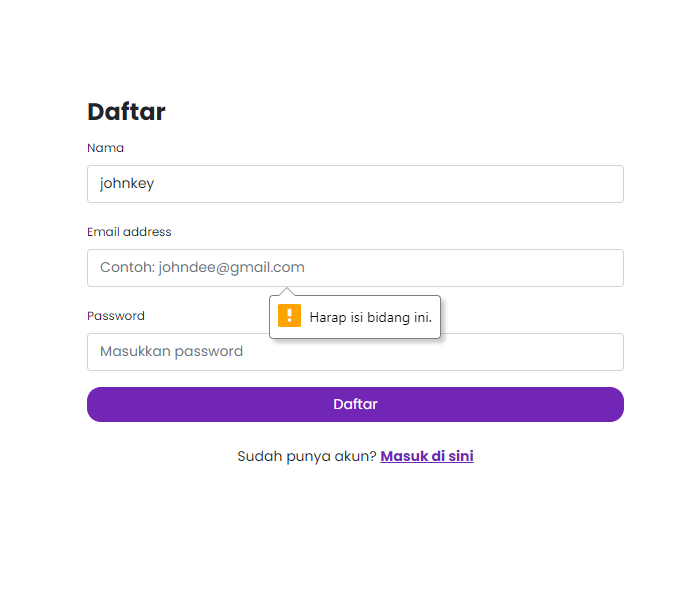 Daftar
Nama
johnkey
Email address
Contoh: johndee@gmail.com
Harap isi bidang ini.
Password
Masukkan password
Daftar
Sudah punya akun? Masuk di sini